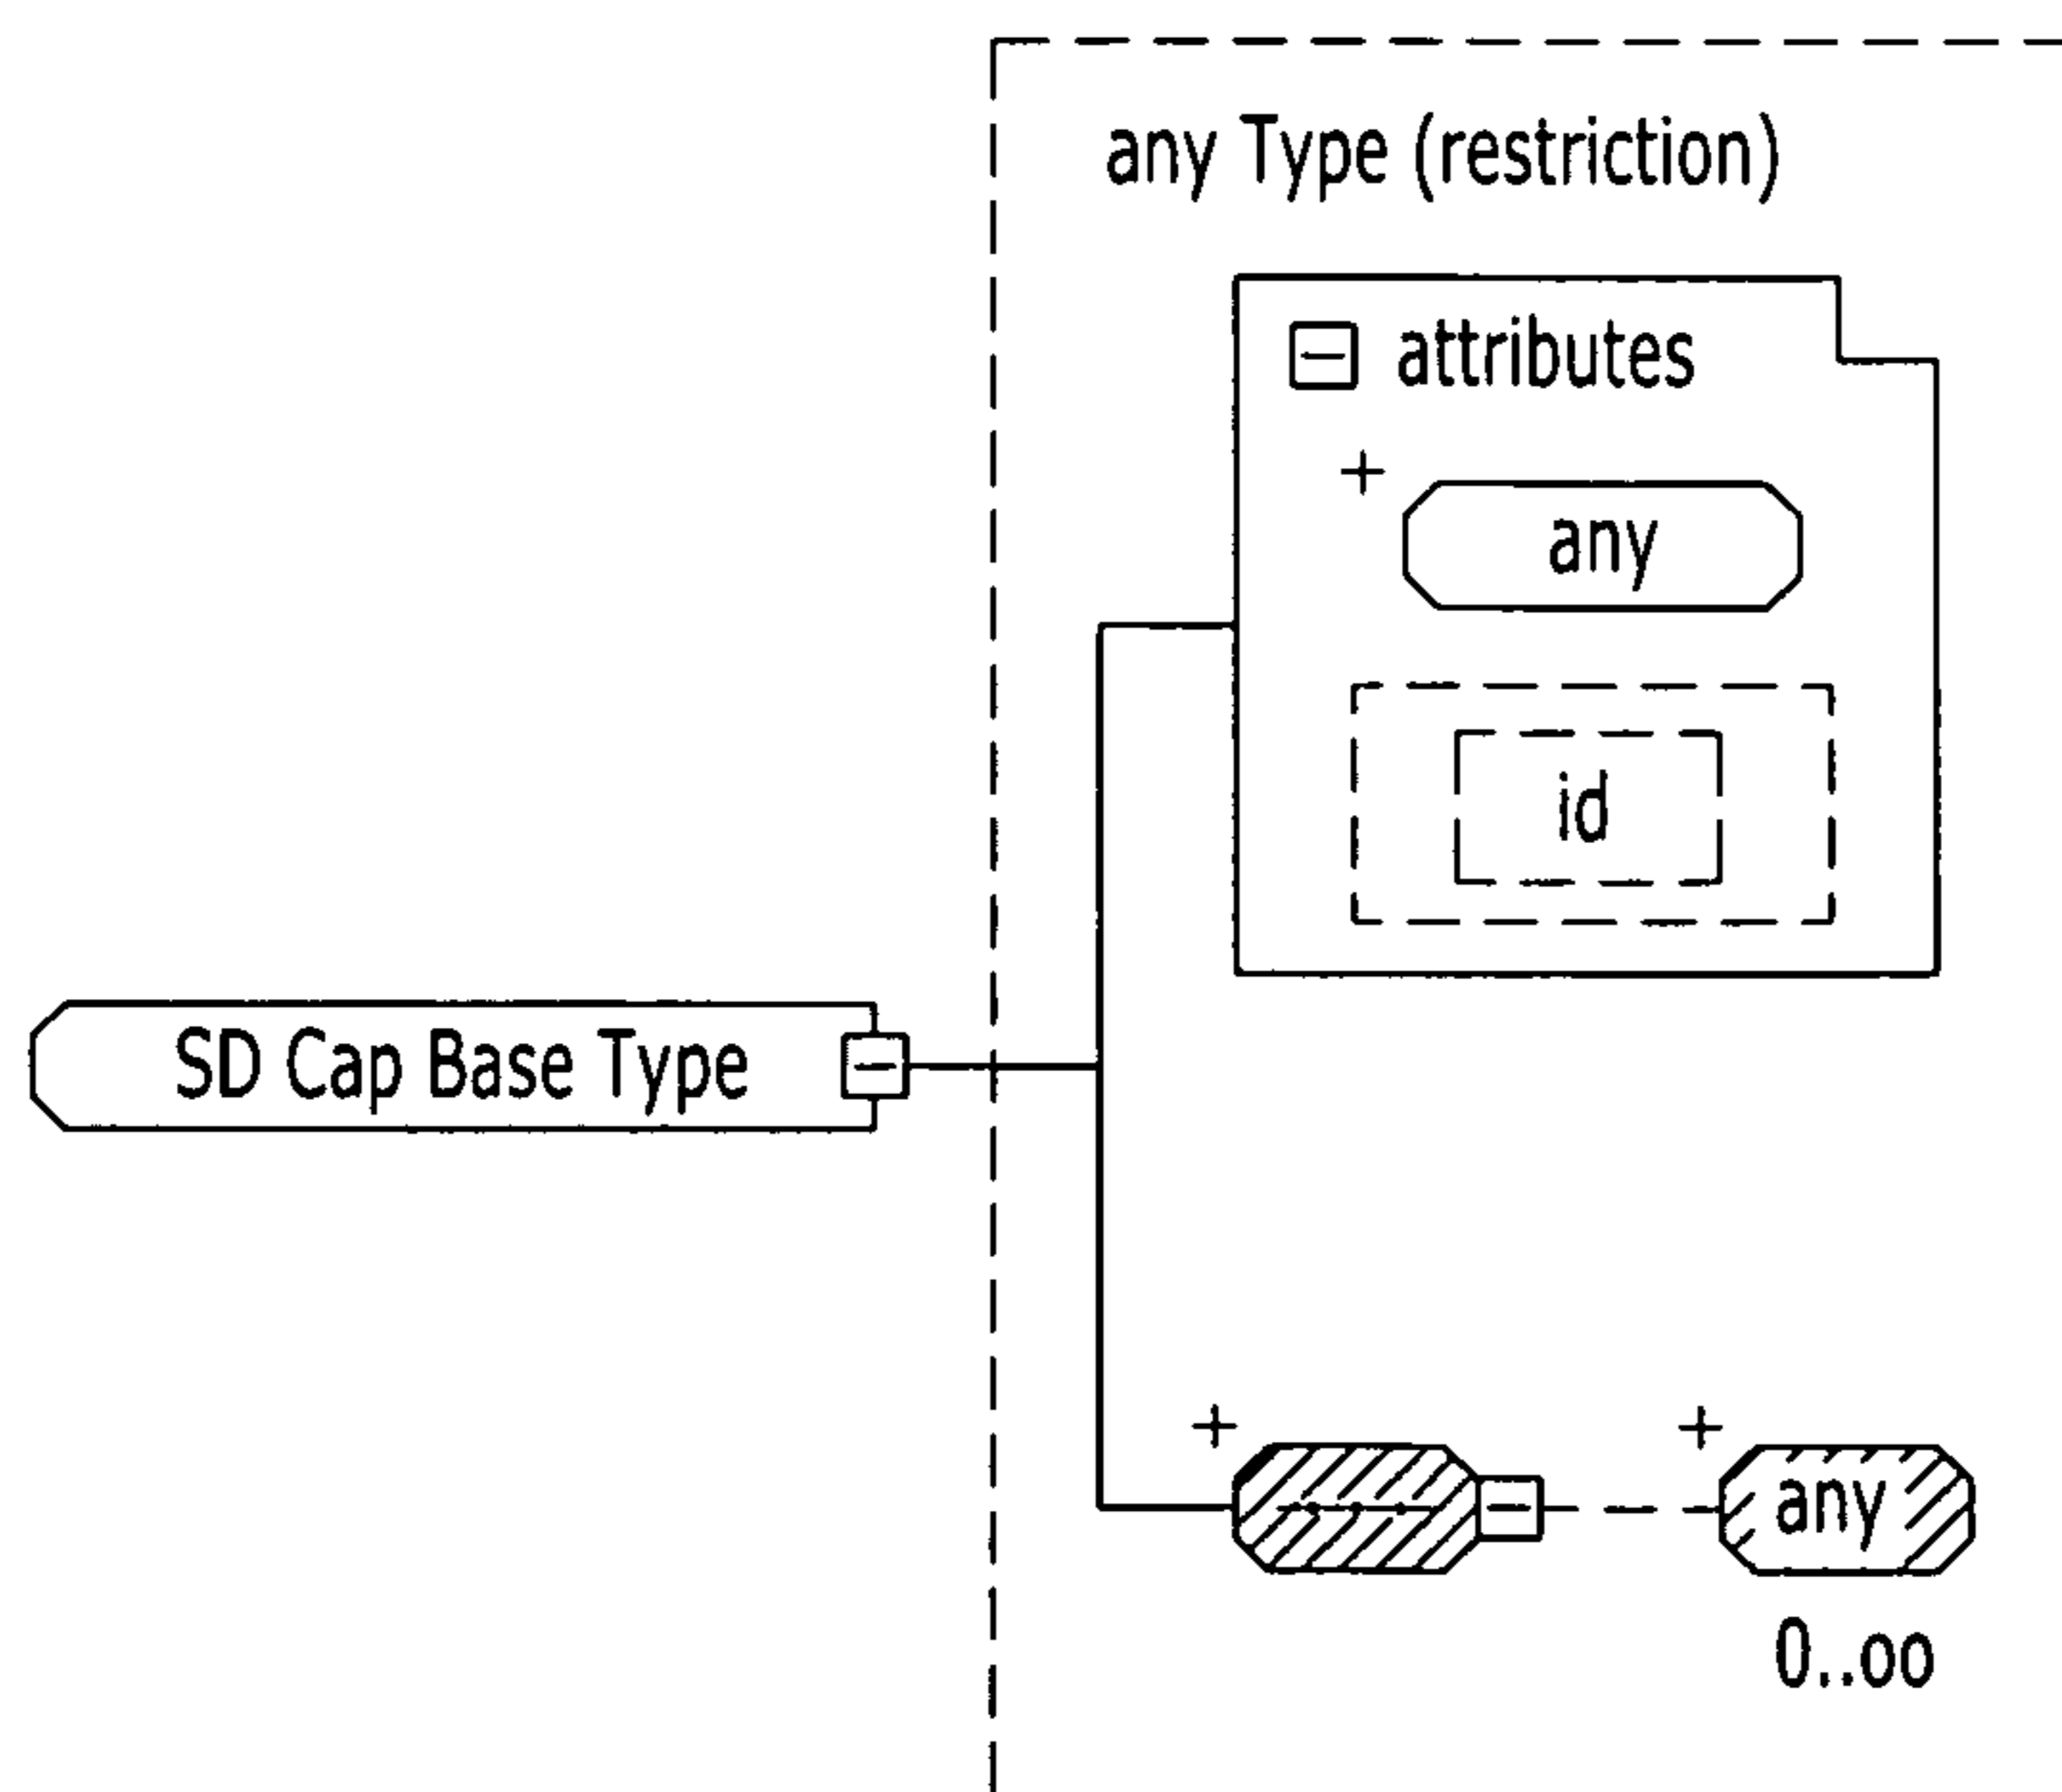 any Type (restriction)
attributes
any
id
SD Cap Base Type
any
0..oo